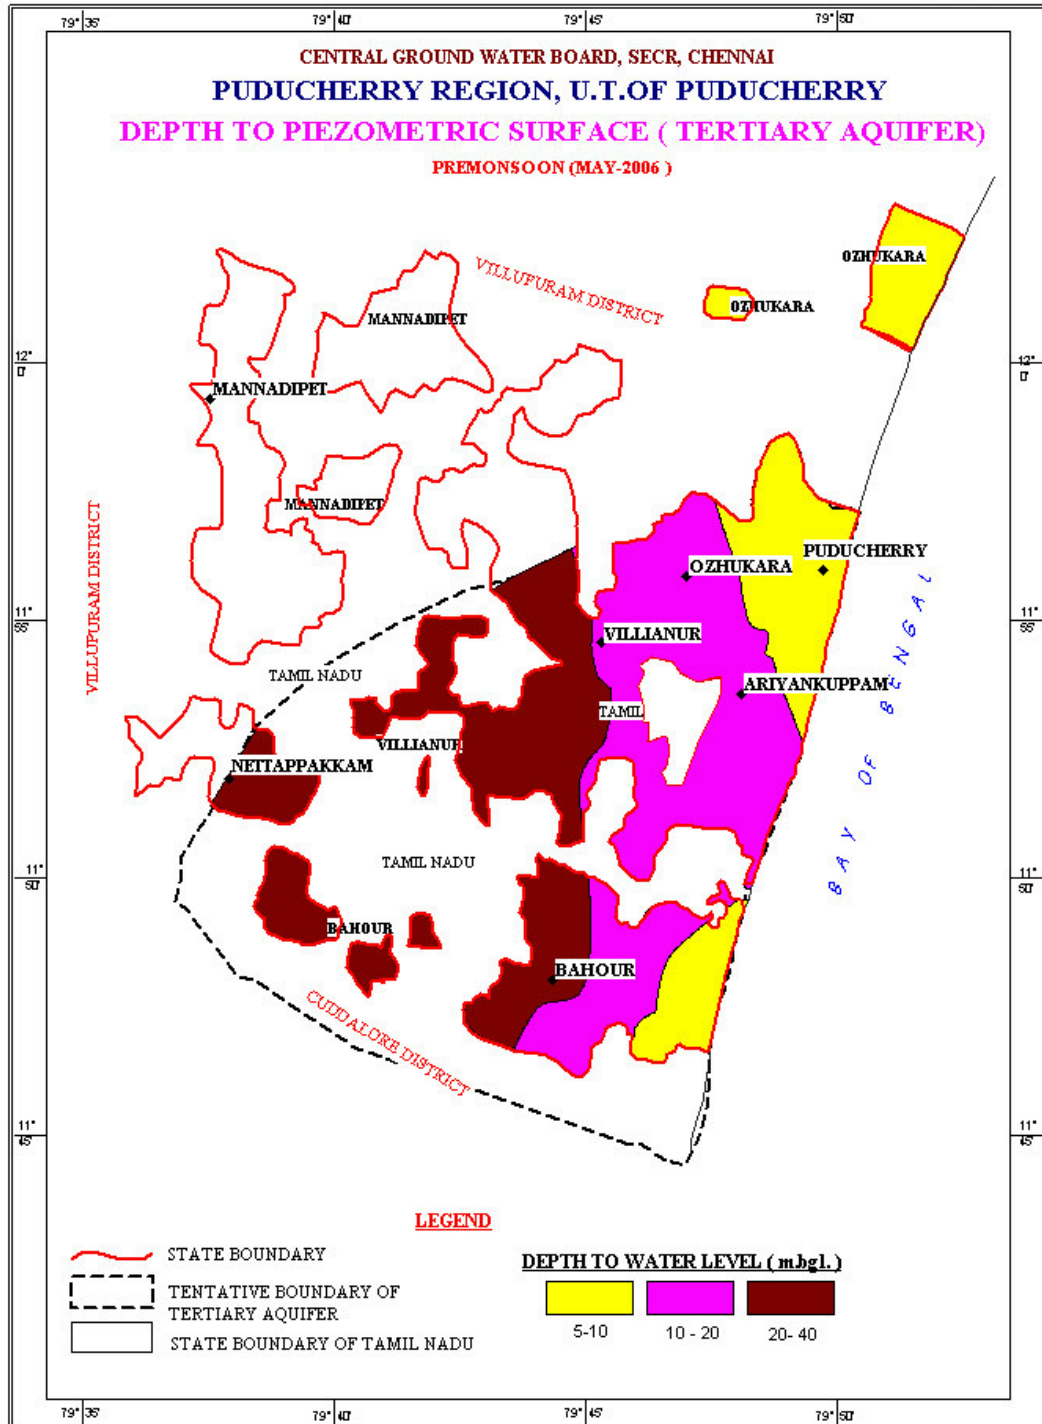 79° 35'
79° 40'
79° 45'
79° 50'
CENTRAL GROUND WATER BOARD, SECR, CHENNAI
PUDUCHERRY REGION, U.T.OF PUDUCHERRY
DEPTH TO PIEZOMETRIC SURFACE ( TERTIARY AQUIFER)
PREMONSOON (MAY-2006 )
OZHUKARA
VILLUPURAM DISTRICT
OZHUKARA
MANNADIPET
12°
0'
12°
0'
MANNADIPET
MANNADIPET
VILLUPURAM DISTRICT
PUDUCHERRY
OZHUKARA
11°
55'
11°
55'
VILLIANUR
TAMIL NADU
ARIYANKUPPAM
TAMIL
VILLIANUR
NETTAPPAKKAM
BAY OF BENGAL
TAMIL NADU
11°
50'
11°
50'
BAHOUR
BAHOUR
CUDDALORE DISTRICT
11°
45'
11°
45'
LEGEND
STATE BOUNDARY
TENTATIVE BOUNDARY OF
TERTIARY AQUIFER
STATE BOUNDARY OF TAMIL NADU
DEPTH TO WATER LEVEL ( m.bgl. )
5-10
10 - 20
20- 40
79° 35'
79° 40'
79° 45'
79° 50'